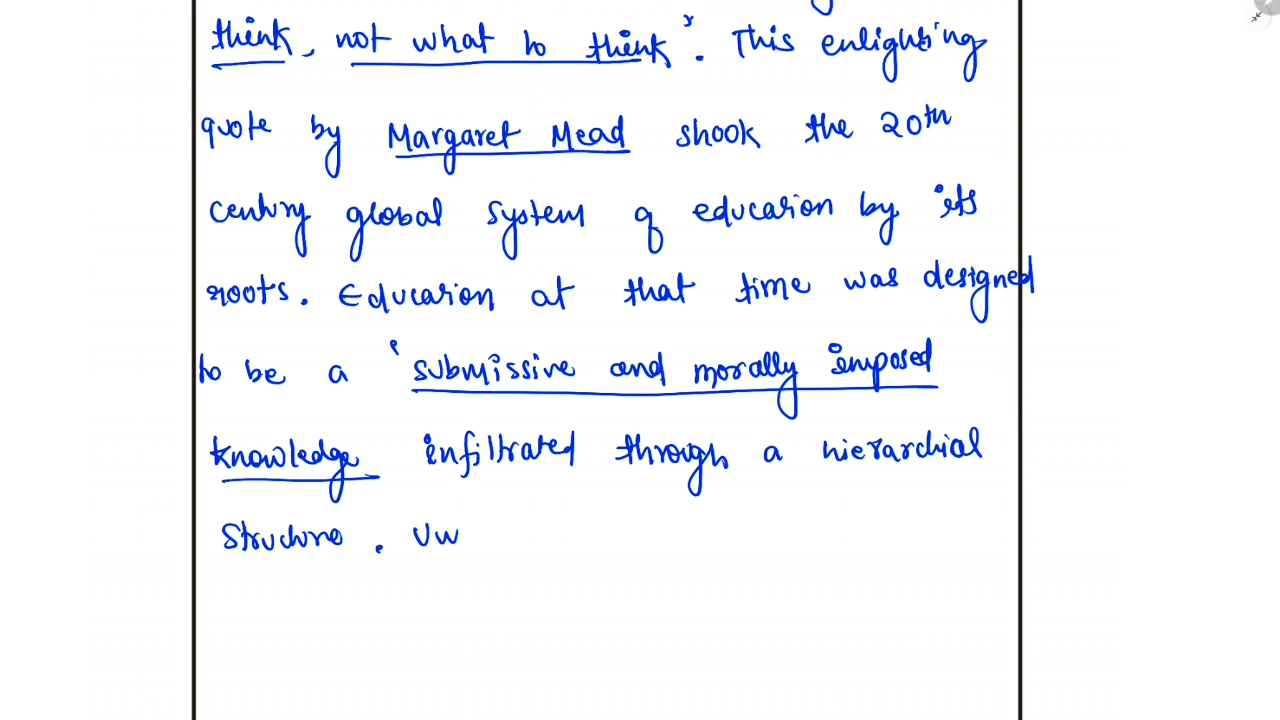 think, not what to think". This enlighting
quote by Margaret Mead shook the 20th
century global system of education by its
roots. Education at that time was designed
to be a 'submissive and morally imposed
knowledge infiltrated through a hierarchial
structure. Uw